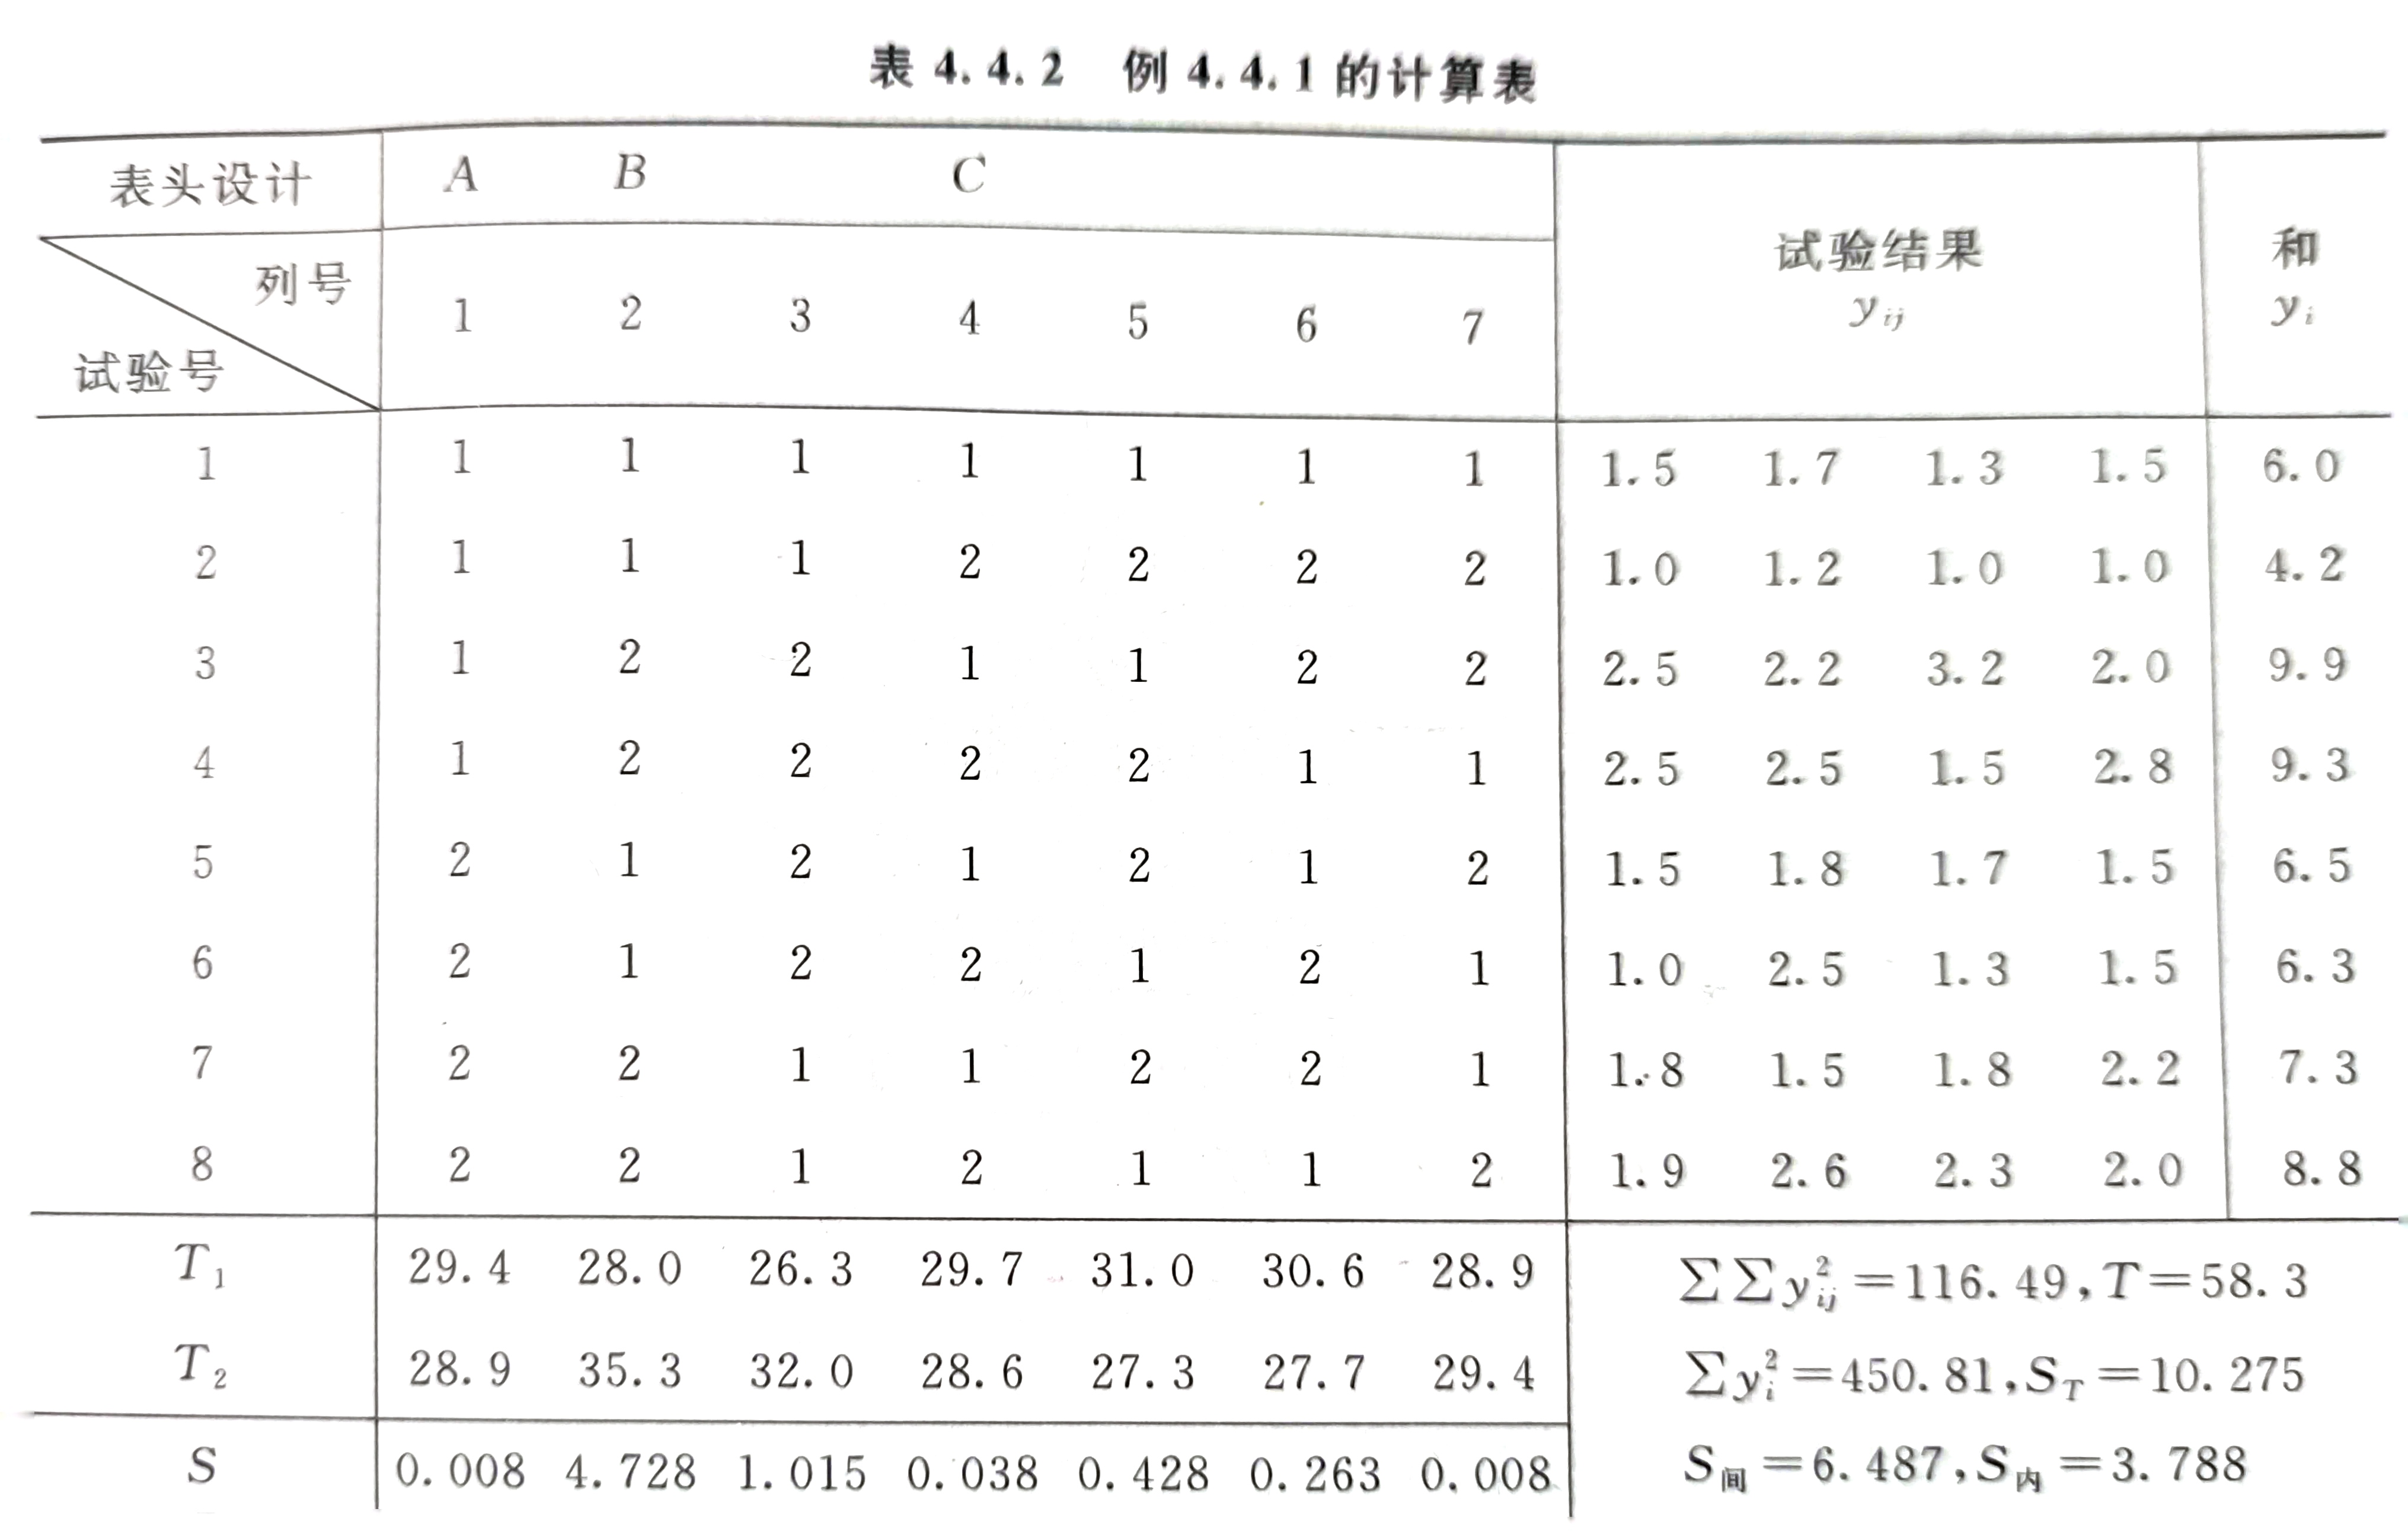 表 4.4.2 例 4.4.1 的计算表
表头设计 A B C 试验结果 y_{ij} 和 y_i
列号 1 2 3 4 5 6 7
试验号
1 1 1 1 1 1 1 1 1.5 1.7 1.3 1.5 6.0
2 1 1 1 2 2 2 2 1.0 1.2 1.0 1.0 4.2
3 1 2 2 1 1 2 2 2.5 2.2 3.2 2.0 9.9
4 1 2 2 2 2 1 1 2.5 2.5 1.5 2.8 9.3
5 2 1 2 1 2 1 2 1.5 1.8 1.7 1.5 6.5
6 2 1 2 2 1 2 1 1.0 2.5 1.3 1.5 6.3
7 2 2 1 1 2 2 1 1.8 1.5 1.8 2.2 7.3
8 2 2 1 2 1 1 2 1.9 2.6 2.3 2.0 8.8
T₁ 29.4 28.0 26.3 29.7 31.0 30.6 28.9 ∑∑y²_{ij}=116.49,T=58.3
T₂ 28.9 35.3 32.0 28.6 27.3 27.7 29.4 ∑y²_i=450.81,S_T=10.275
S 0.008 4.728 1.015 0.038 0.428 0.263 0.008 S_间=6.487,S_内=3.788